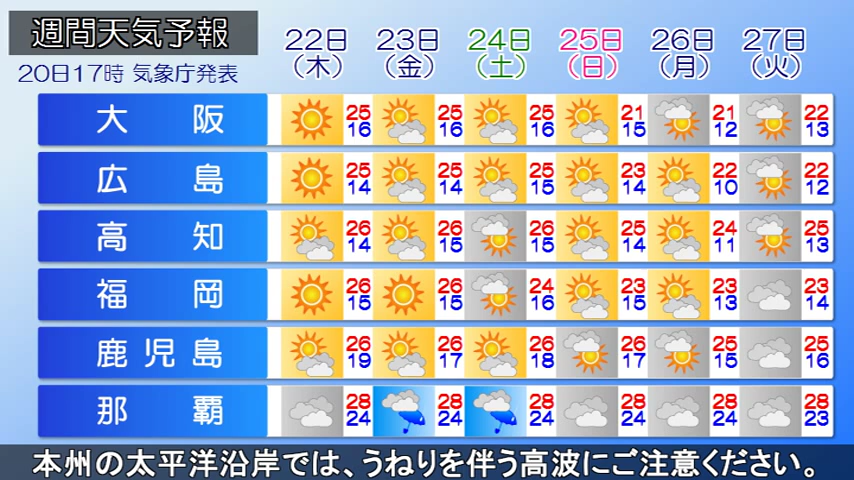 週間天気予報
20日17時 気象庁発表
22日 23日 24日 25日 26日 27日
(木) (金) (土) (日) (月) (火)
大阪 25 25 25 21 21 22
16 16 16 15 12 13
広島 25 25 25 23 22 22
14 14 15 14 10 12
高知 26 26 26 25 24 25
14 15 15 14 11 13
福岡 26 26 24 23 23 23
15 15 16 15 13 14
鹿児島 26 26 26 26 25 25
19 17 18 17 15 16
那覇 28 28 28 28 28 28
24 24 24 24 24 23
本州の太平洋沿岸では、うねりを伴う高波にご注意ください。